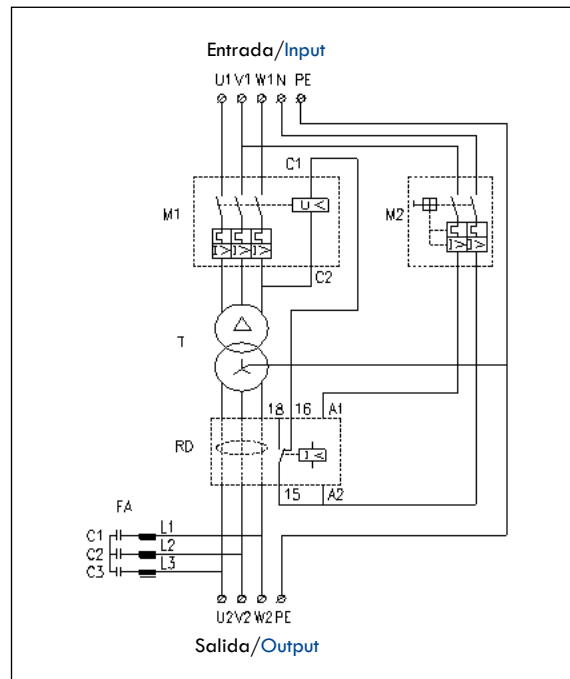 Entrada/Input
U1 V1 W1 N PE
C1
M1
U <
M2
I> I> I>
I> I>
C2
T
18 16 A1
RD
I <
15 A2
FA
C1 L1
C2 L2
C3 L3
U2 V2 W2 PE
Salida/Output